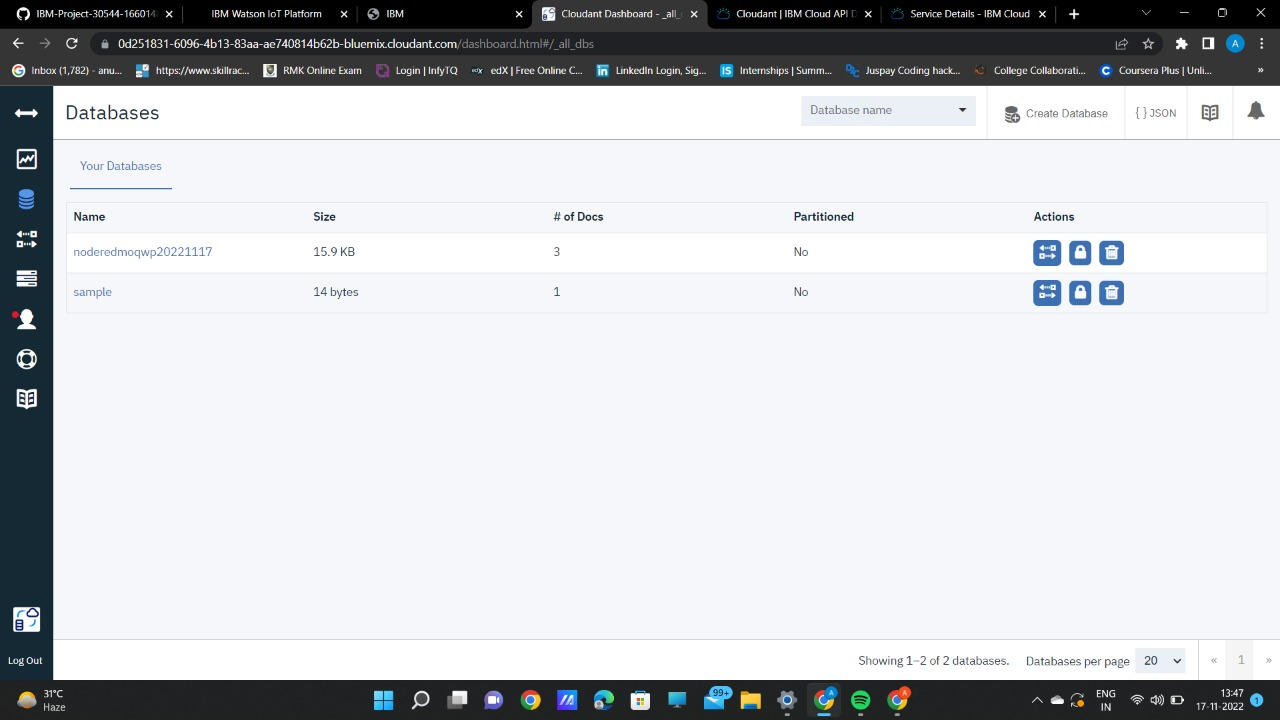 IBM-Project-30544-166014
IBM Watson IoT Platform
IBM
Cloudant Dashboard - _all_
Cloudant | IBM Cloud API D
Service Details - IBM Cloud
0d251831-6096-4b13-83aa-ae740814b62b-bluemix.cloudant.com/dashboard.html#/_all_dbs
A
Inbox (1,782) - anu...
https://www.skillrac...
RMK Online Exam
Login | InfyTQ
edX | Free Online C...
LinkedIn Login, Sig...
Internships | Summ...
Juspay Coding hack...
College Collaborati...
Coursera Plus | Unli...
»
Databases
Database name
Create Database
{ } JSON
Your Databases
Name Size # of Docs Partitioned Actions
noderedmoqwp20221117 15.9 KB 3 No
sample 14 bytes 1 No
Log Out
Showing 1–2 of 2 databases. Databases per page 20 « 1 »
31°C
Haze
99+
ENG
IN
13:47
17-11-2022
1